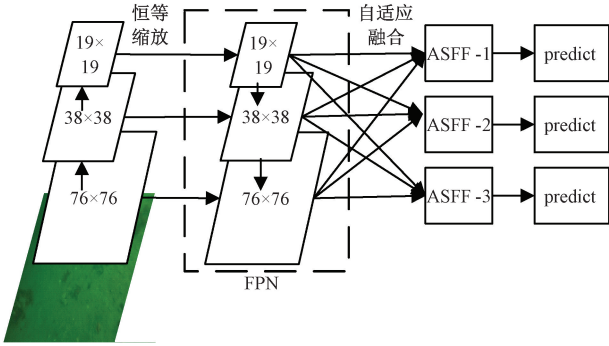 恒等
缩放
自适应
融合
19×
19
19×
19
ASFF -1
predict
38×38
38×38
ASFF -2
predict
76×76
76×76
ASFF -3
predict
FPN